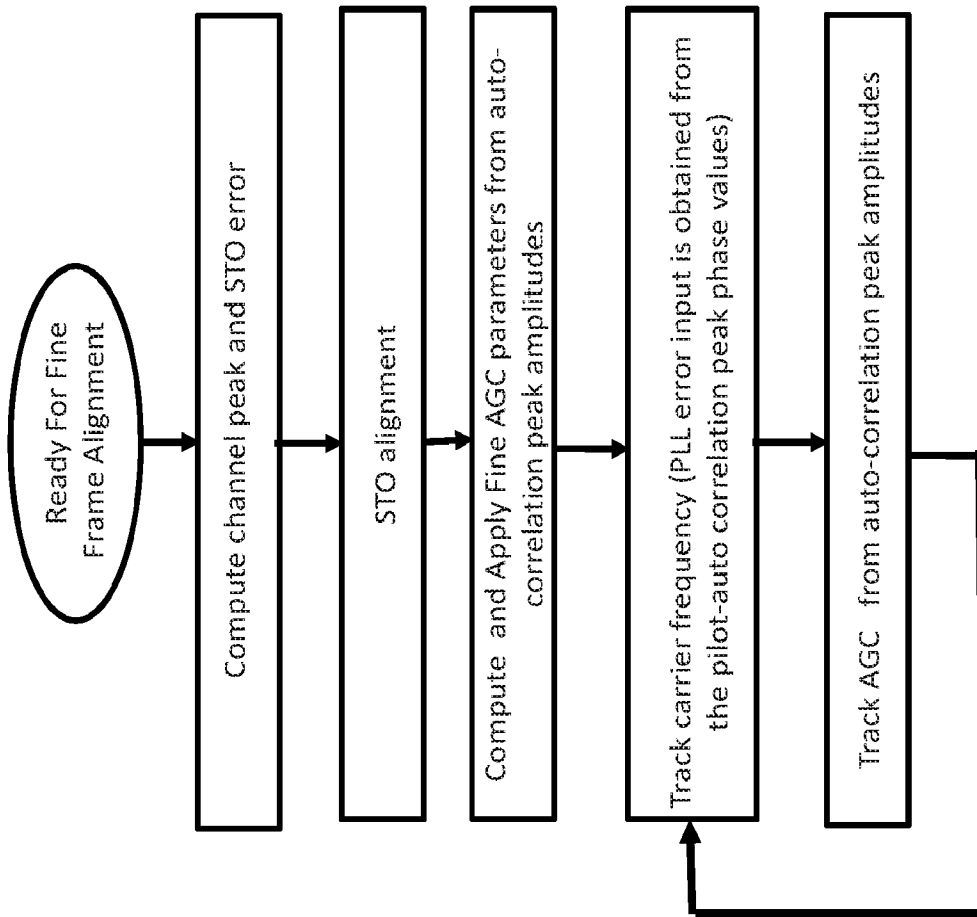 Ready For Fine
Frame Alignment
Compute channel peak and STO error
STO alignment
Compute and Apply Fine AGC parameters from auto-
correlation peak amplitudes
Track carrier frequency (PLL error input is obtained from
the pilot-auto correlation peak phase values)
Track AGC from auto-correlation peak amplitudes